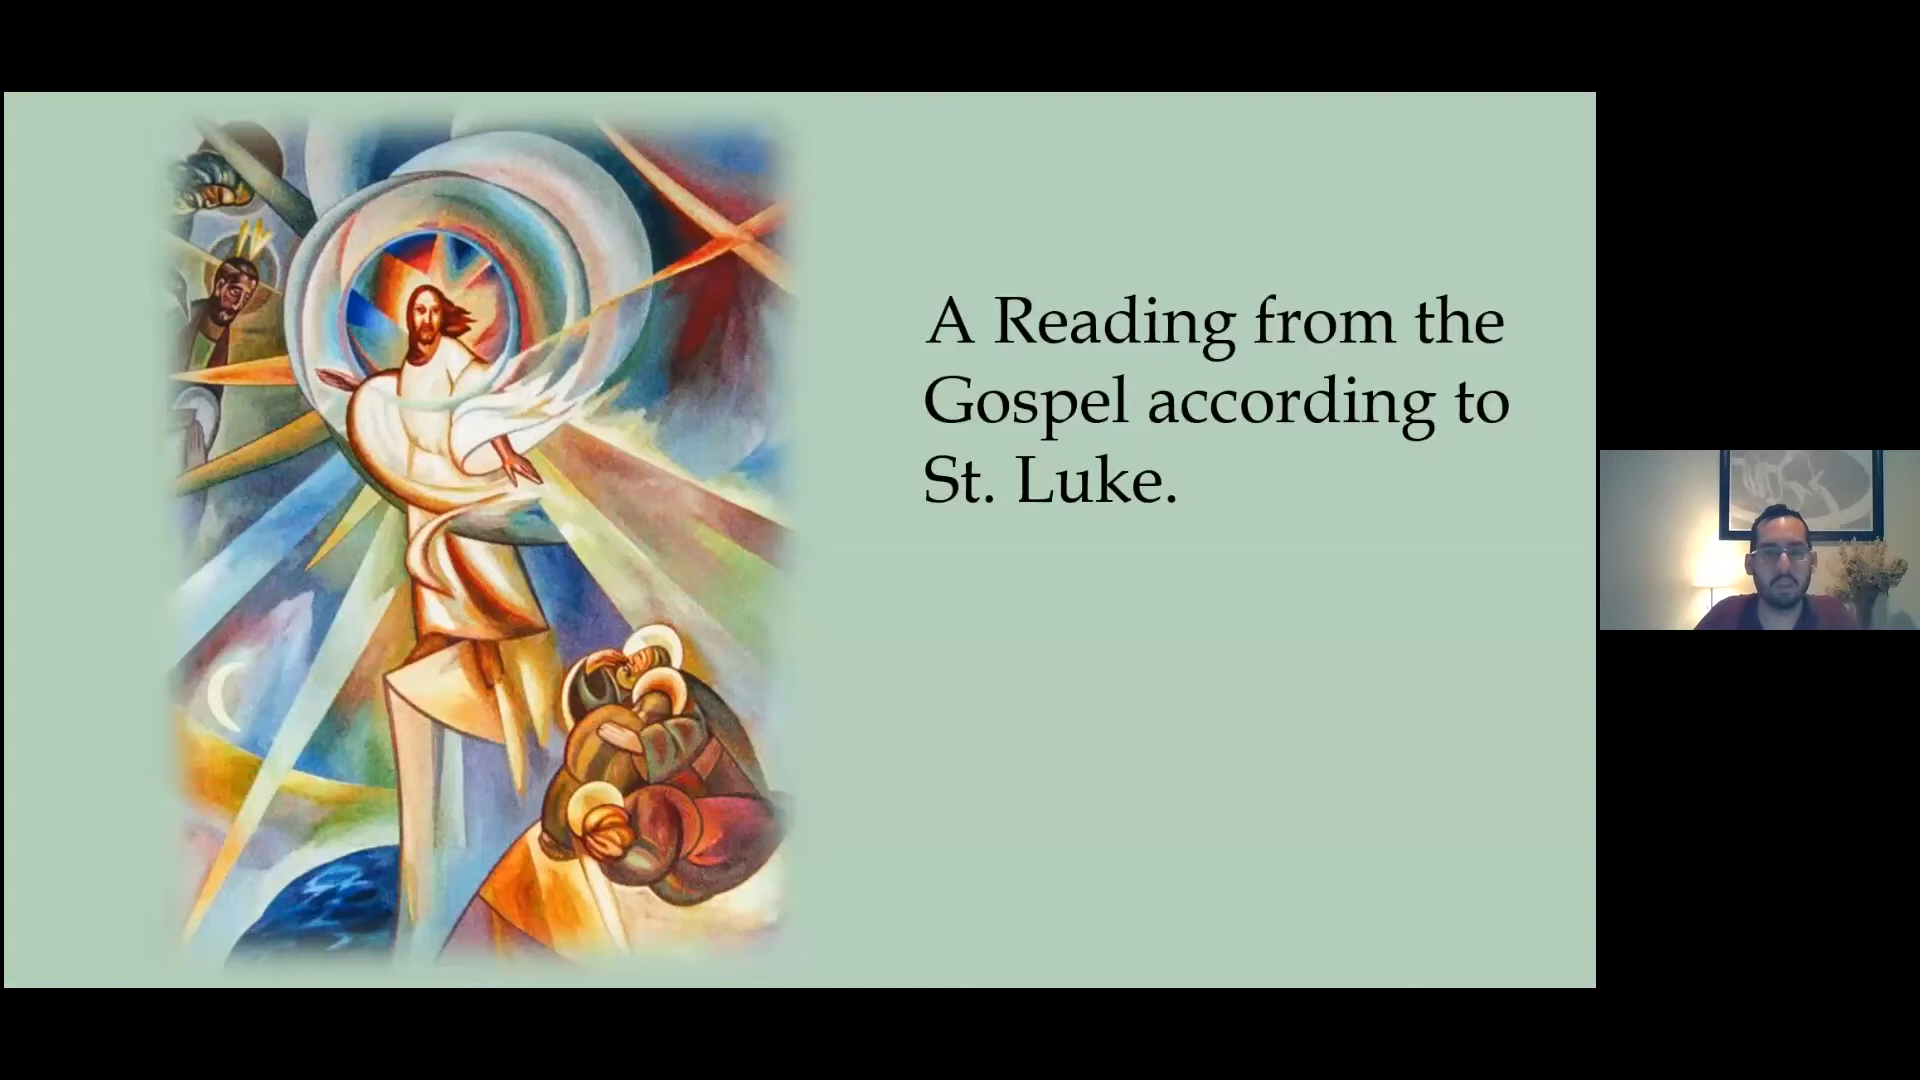 A Reading from the
Gospel according to
St. Luke.